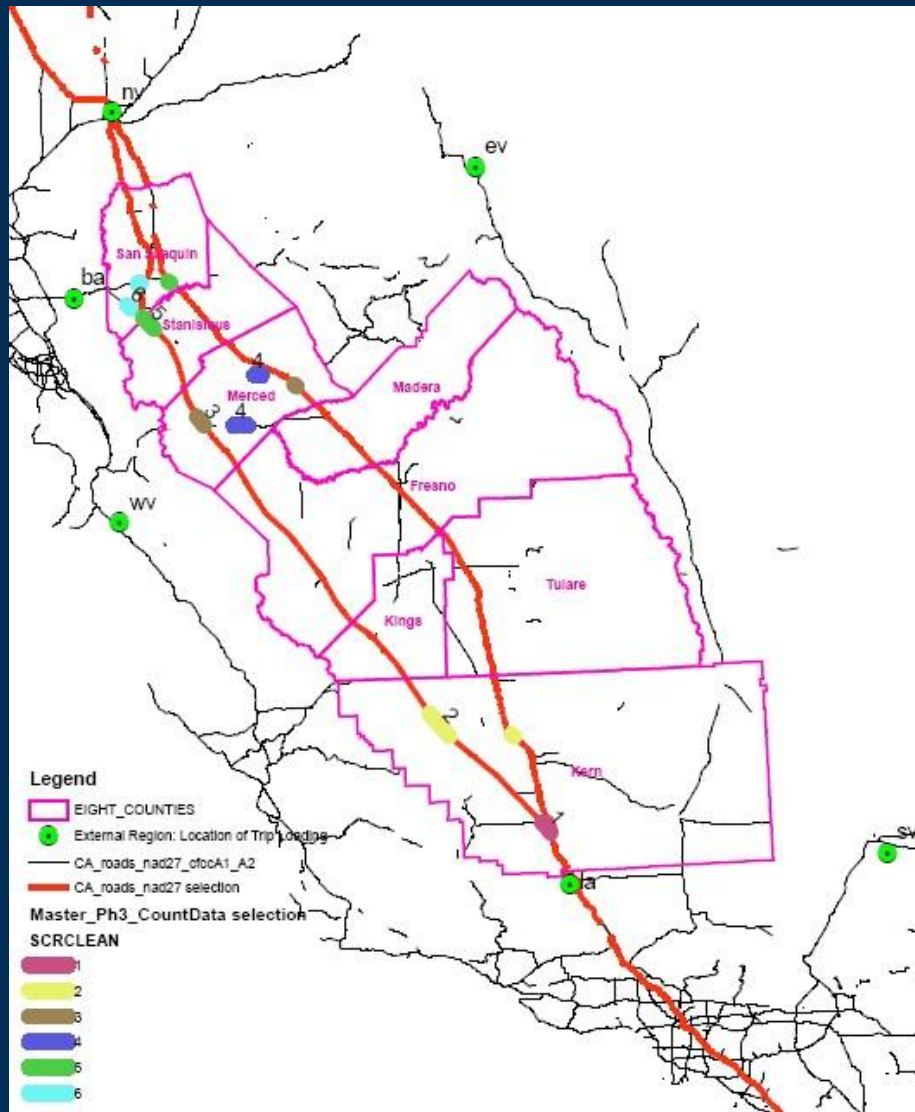 nv
ev
San Joaquin
ba
6
5
Stanislaus
4
Madera
Merced
4
3
Fresno
wv
Tulare
Kings
2
Kern
1
la
sv
Legend
EIGHT_COUNTIES
External Region: Location of Trip Loading
CA_roads_nad27_cfccA1_A2
CA_roads_nad27 selection
Master_Ph3_CountData selection
SCRCLEAN
1
2
3
4
5
6